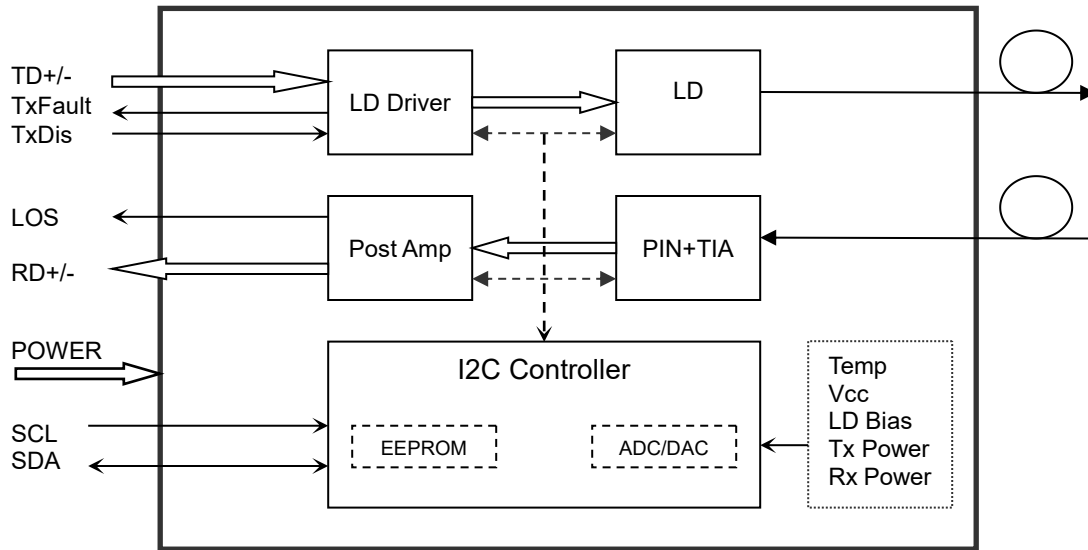 TD+/-
TxFault
TxDis
LD Driver
LD
LOS
RD+/-
Post Amp
PIN+TIA
POWER
SCL
SDA
I2C Controller
EEPROM
ADC/DAC
Temp
Vcc
LD Bias
Tx Power
Rx Power